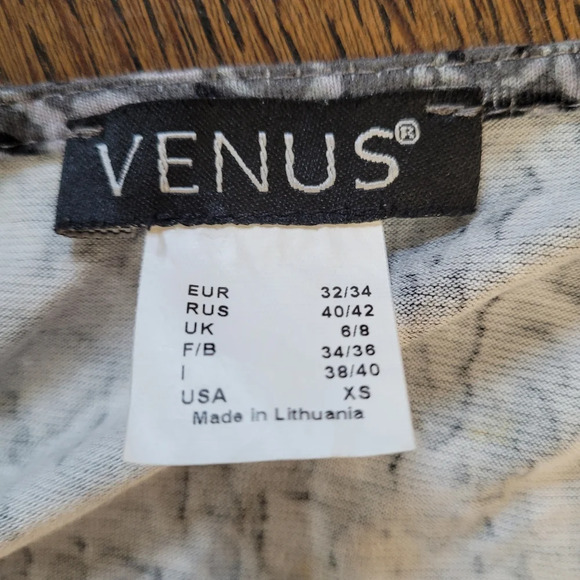 VENUS®
EUR 32/34
RUS 40/42
UK 6/8
F/B 34/36
I 38/40
USA XS
Made in Lithuania